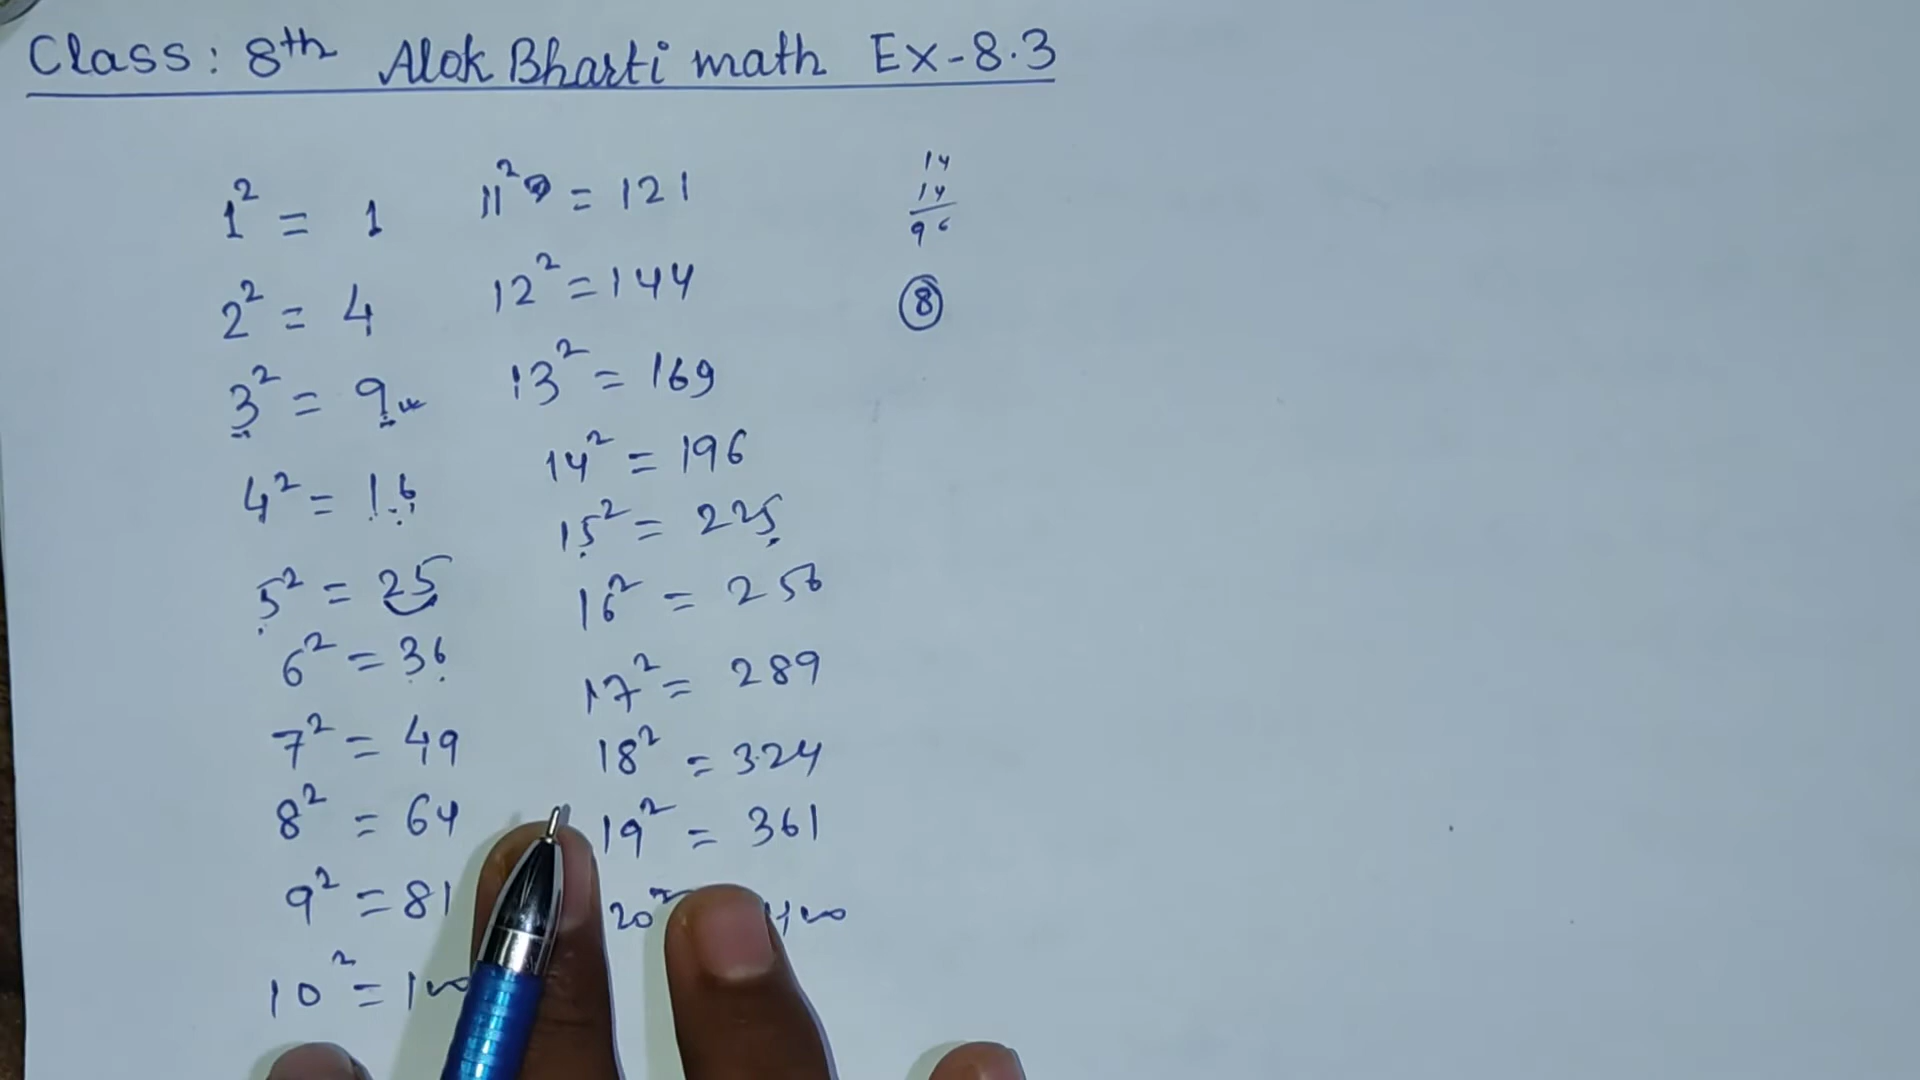 Class: 8th Alok Bharti math Ex-8.3
1² = 1
2² = 4
3² = 9
4² = 16
5² = 25
6² = 36
7² = 49
8² = 64
9² = 81
10² = 100
11² = 121
12² = 144
13² = 169
14² = 196
15² = 225
16² = 256
17² = 289
18² = 324
19² = 361
20² 400
14
14
96
8